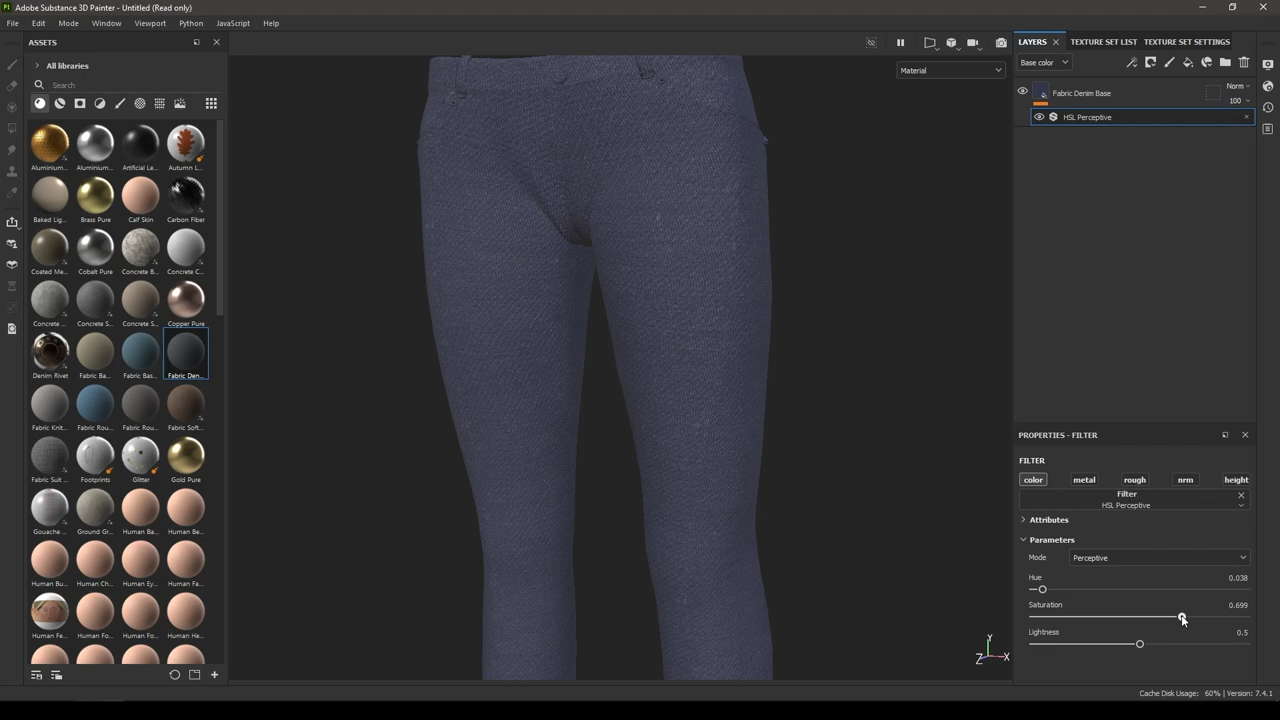 Pt Adobe Substance 3D Painter - Untitled (Read only)
File Edit Mode Window Viewport Python JavaScript Help
ASSETS
LAYERS TEXTURE SET LIST TEXTURE SET SETTINGS
All libraries
Base color
Material
Search
Norm
Fabric Denim Base
100
HSL Perceptive
Aluminium... Aluminium... Artificial Le... Autumn L...
Baked Lig... Brass Pure Calf Skin Carbon Fiber
Coated Me... Cobalt Pure Concrete B... Concrete C...
Concrete ... Concrete S... Concrete S... Copper Pure
Denim Rivet Fabric Ba... Fabric Bas... Fabric Den...
Fabric Knit... Fabric Rou... Fabric Rou... Fabric Soft...
Fabric Suit ... Footprints Glitter Gold Pure
Gouache ... Ground Gr... Human Ba... Human Be...
Human Bu... Human Ch... Human Ey... Human Fa...
Human Fe... Human Fo... Human Fo... Human He...
PROPERTIES - FILTER
FILTER
color metal rough nrm height
Filter
HSL Perceptive
Attributes
Parameters
Mode Perceptive
Hue 0.038
Saturation 0.699
Lightness 0.5
Y
Z X
Cache Disk Usage: 60% | Version: 7.4.1